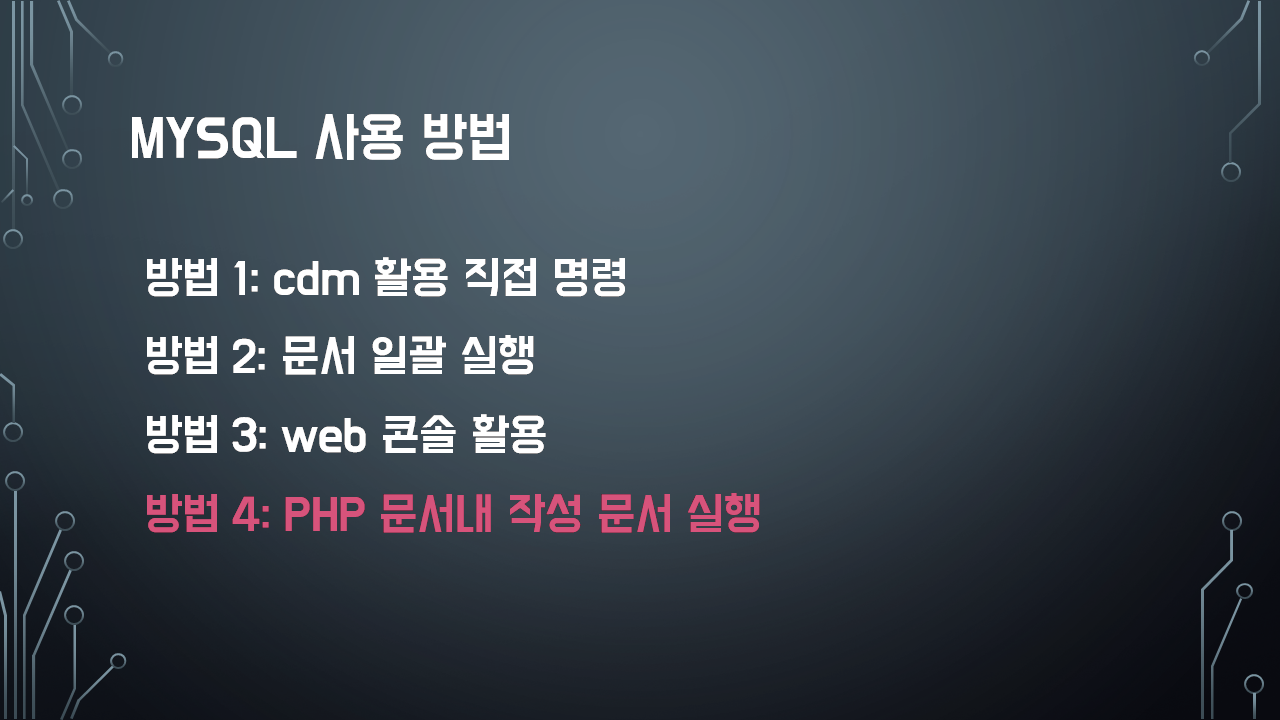 MYSQL 사용 방법
방법 1: cdm 활용 직접 명령
방법 2: 문서 일괄 실행
방법 3: web 콘솔 활용
방법 4: PHP 문서내 작성 문서 실행